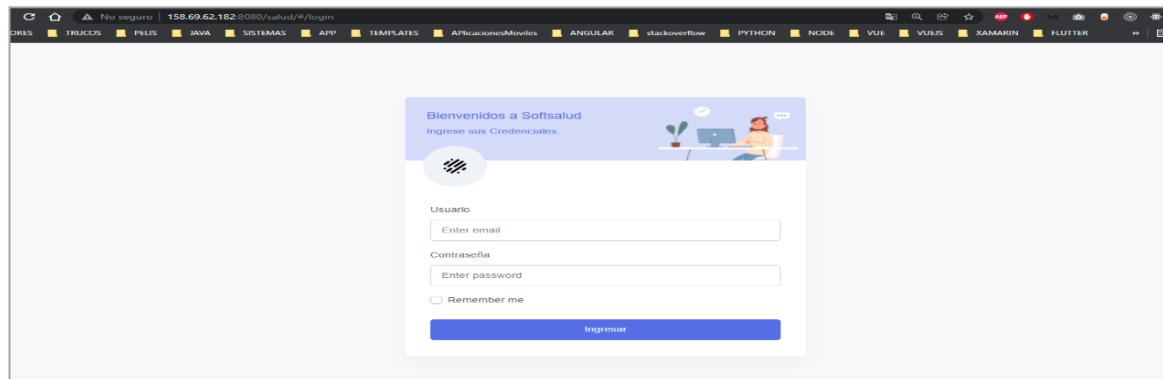 No seguro | 158.69.62.182:8080/salud/#/login
ORES TRUCOS PELIS JAVA SISTEMAS APP TEMPLATES APlicacionesMoviles ANGULAR stackoverflow PYTHON NODE VUE VUEJS XAMARIN FLUTTER »
Bienvenidos a Softsalud
Ingrese sus Credenciales
Usuario
Enter email
Contraseña
Enter password
Remember me
Ingresar